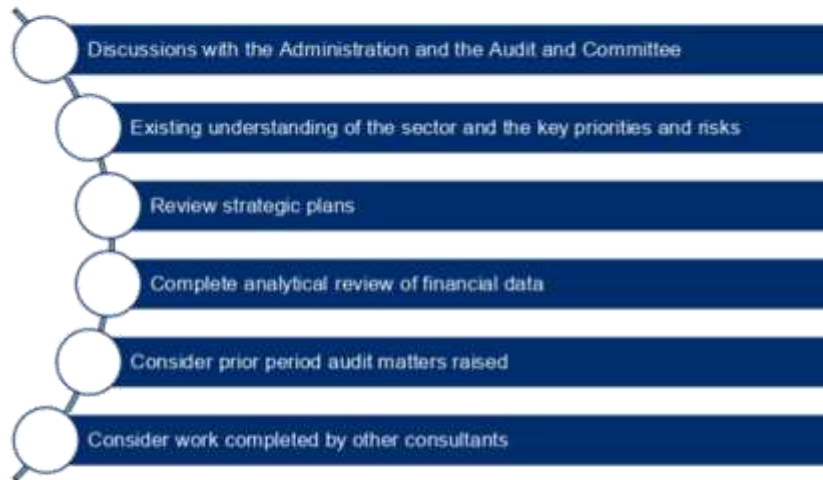 Discussions with the Administration and the Audit and Committee
Existing understanding of the sector and the key priorities and risks
Review strategic plans
Complete analytical review of financial data
Consider prior period audit matters raised
Consider work completed by other consultants